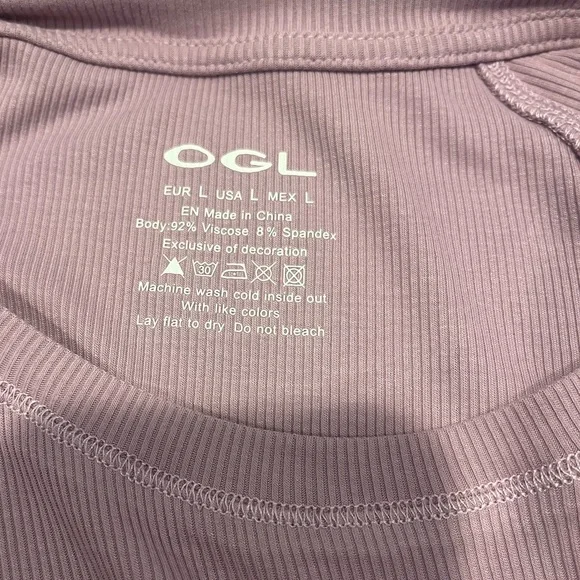 OGL
EUR L USA L MEX L
EN Made in China
Body:92% Viscose 8% Spandex
Exclusive of decoration
30
Machine wash cold inside out
With like colors
Lay flat to dry Do not bleach